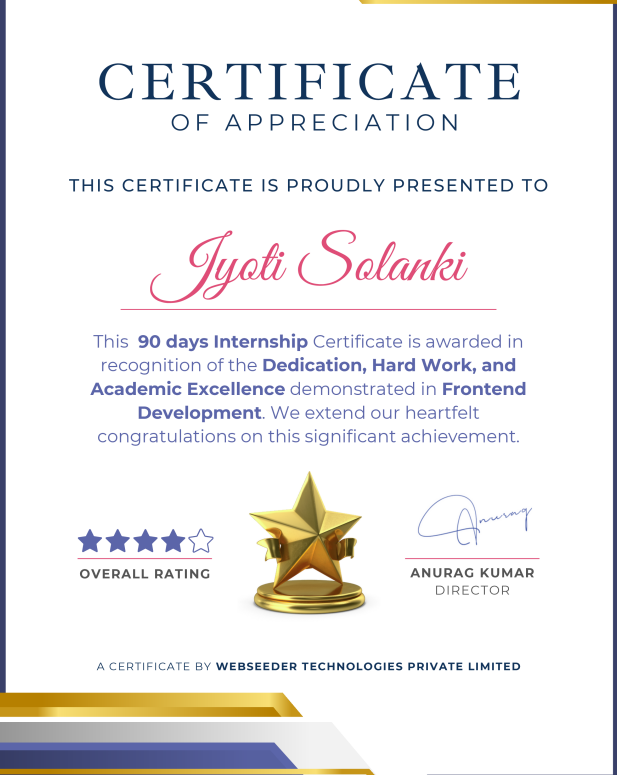 CERTIFICATE
OF APPRECIATION
THIS CERTIFICATE IS PROUDLY PRESENTED TO
Jyoti Solanki
This 90 days Internship Certificate is awarded in
recognition of the Dedication, Hard Work, and
Academic Excellence demonstrated in Frontend
Development. We extend our heartfelt
congratulations on this significant achievement.
Anurag
OVERALL RATING
ANURAG KUMAR
DIRECTOR
A CERTIFICATE BY WEBSEEDER TECHNOLOGIES PRIVATE LIMITED